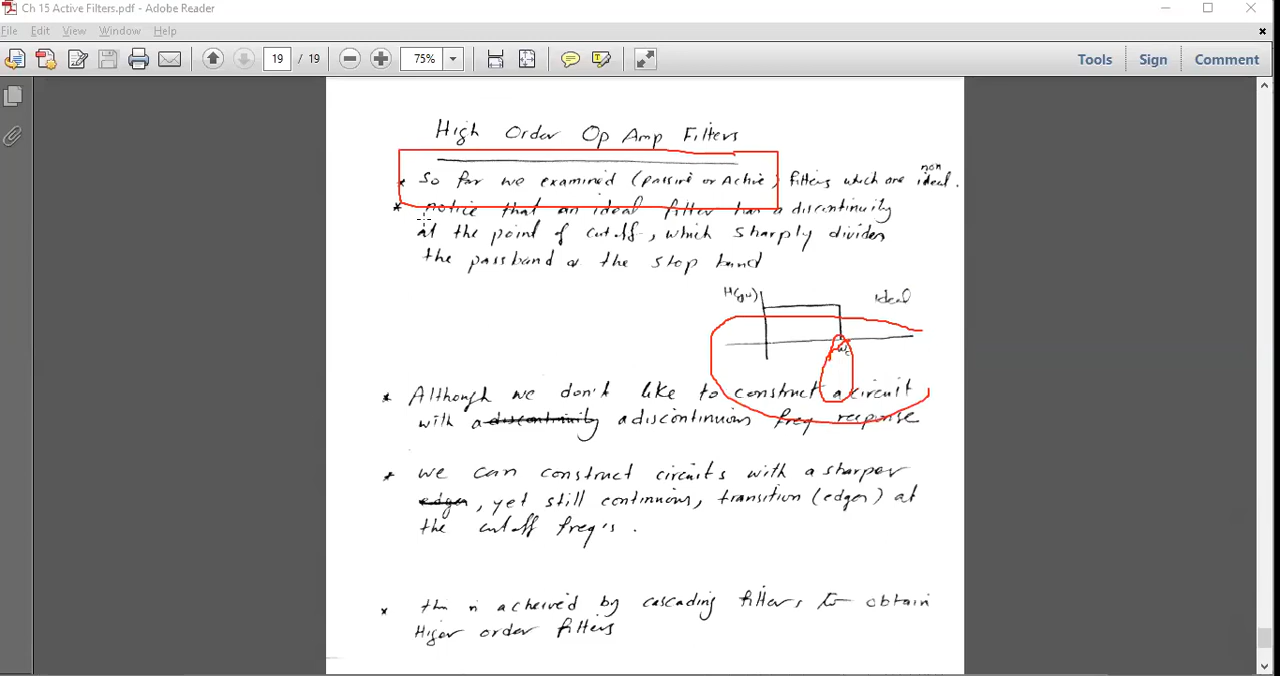 Ch 15 Active Filters.pdf - Adobe Reader
File Edit View Window Help
19 / 19 75% Tools Sign Comment
High Order Op Amp Filters
* So far we examined (passive or Active) filters which are non ideal.
* notice that an ideal filter has a discontinuity
at the point of cutoff, which sharply divides
the passband & the stop band
H(jω) ideal
ωc
* Although we don't like to construct a circuit
with a discontinuity a discontinuous freq response
* we can construct circuits with a sharper
edges, yet still continuous, transition (edges) at
the cutoff freq's.
* this is acheived by cascading filters to obtain
Higer order filters